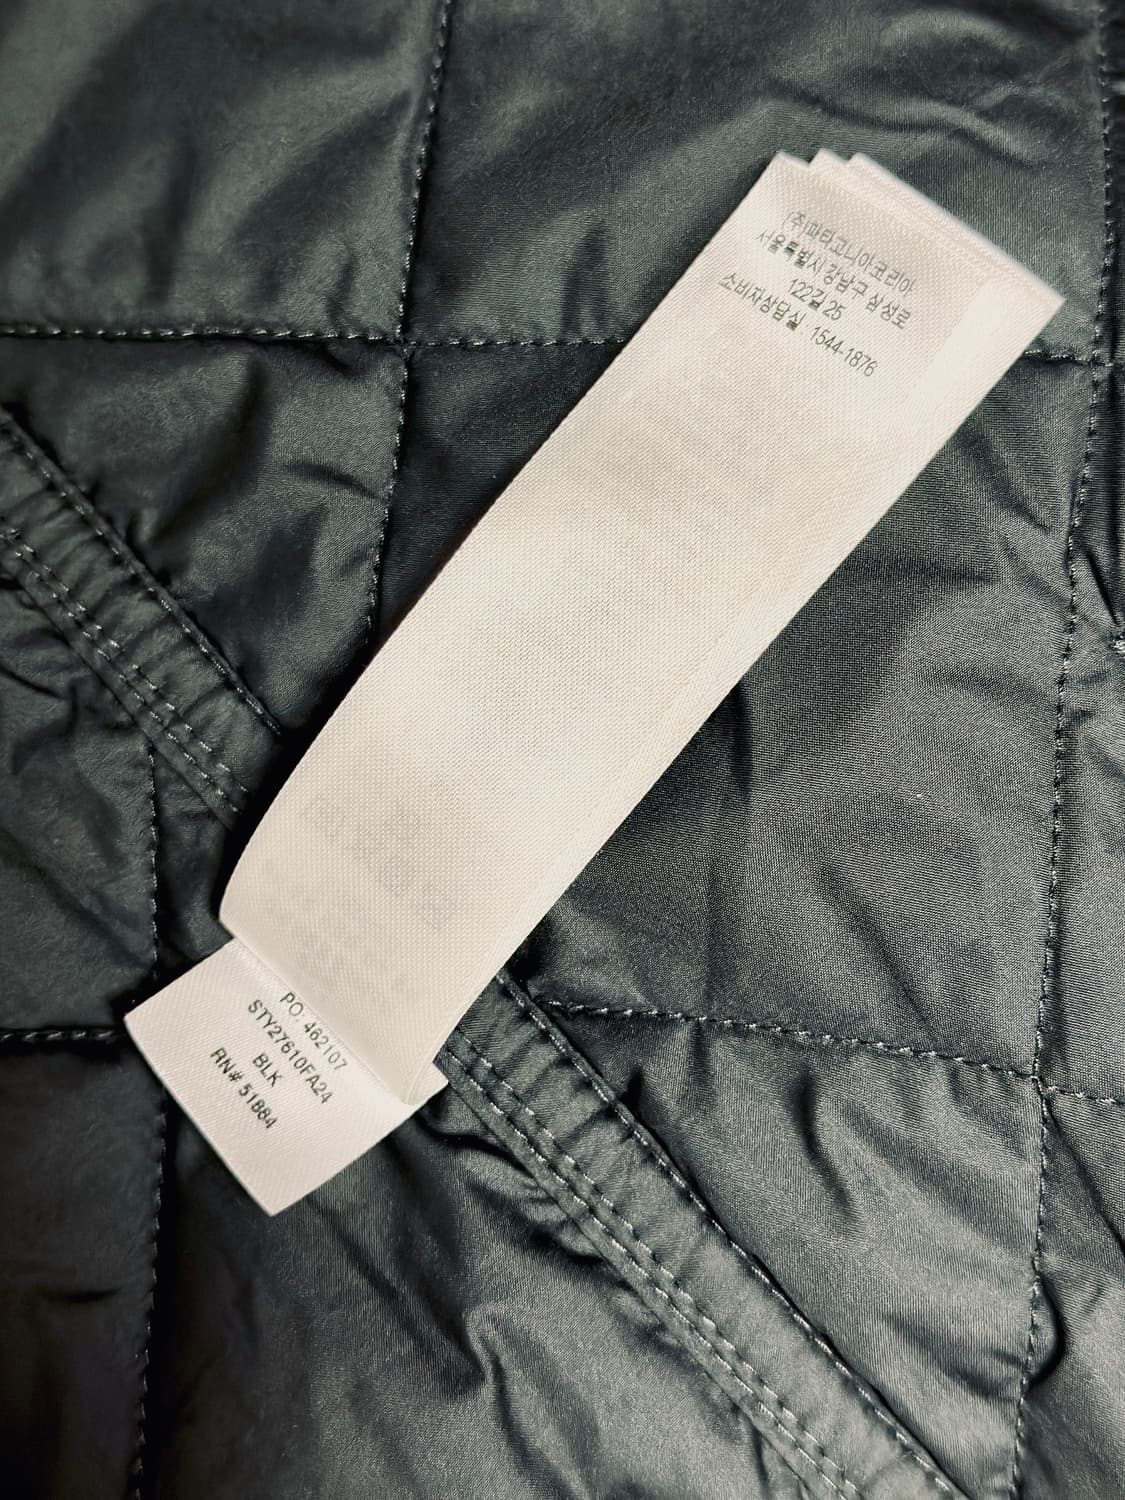 (주)파타고니아코리아
서울특별시 강남구 삼성로
122길 25
소비자상담실 : 1544-1876
PO: 462107
STY27610FA24
BLK
RN# 51884